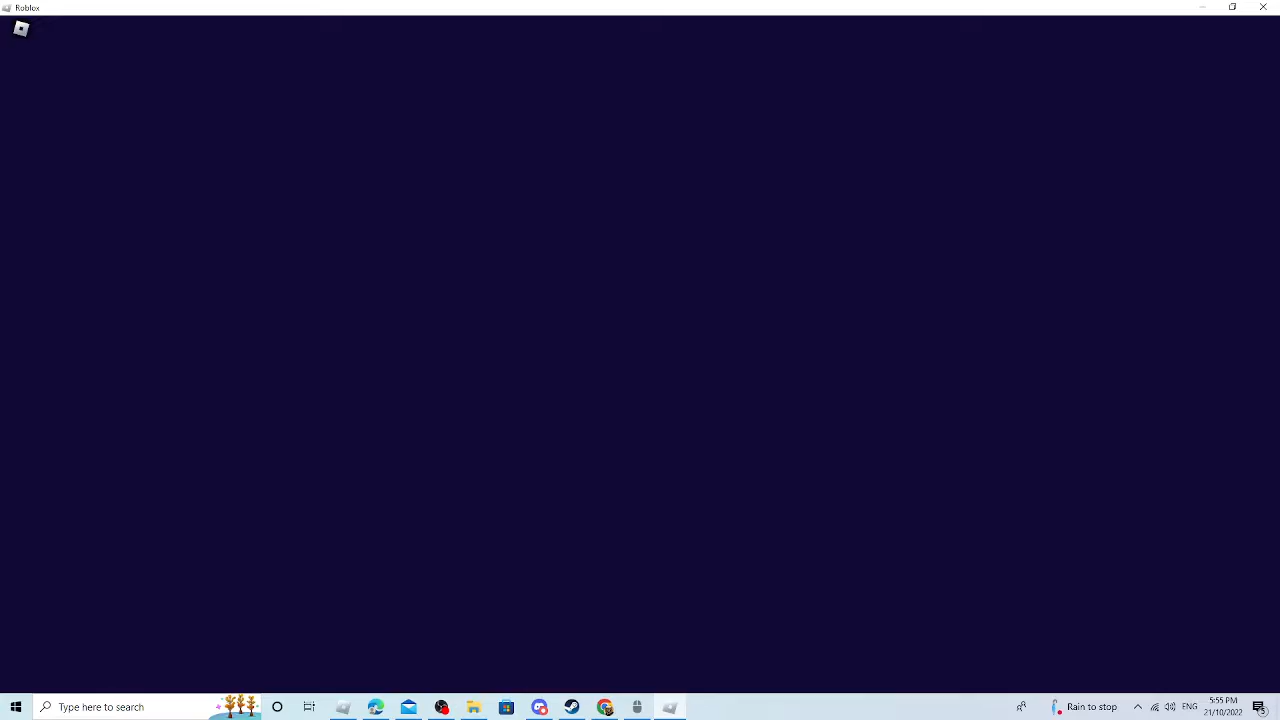 Roblox
Type here to search
Rain to stop
ENG
5:55 PM
21/10/2022